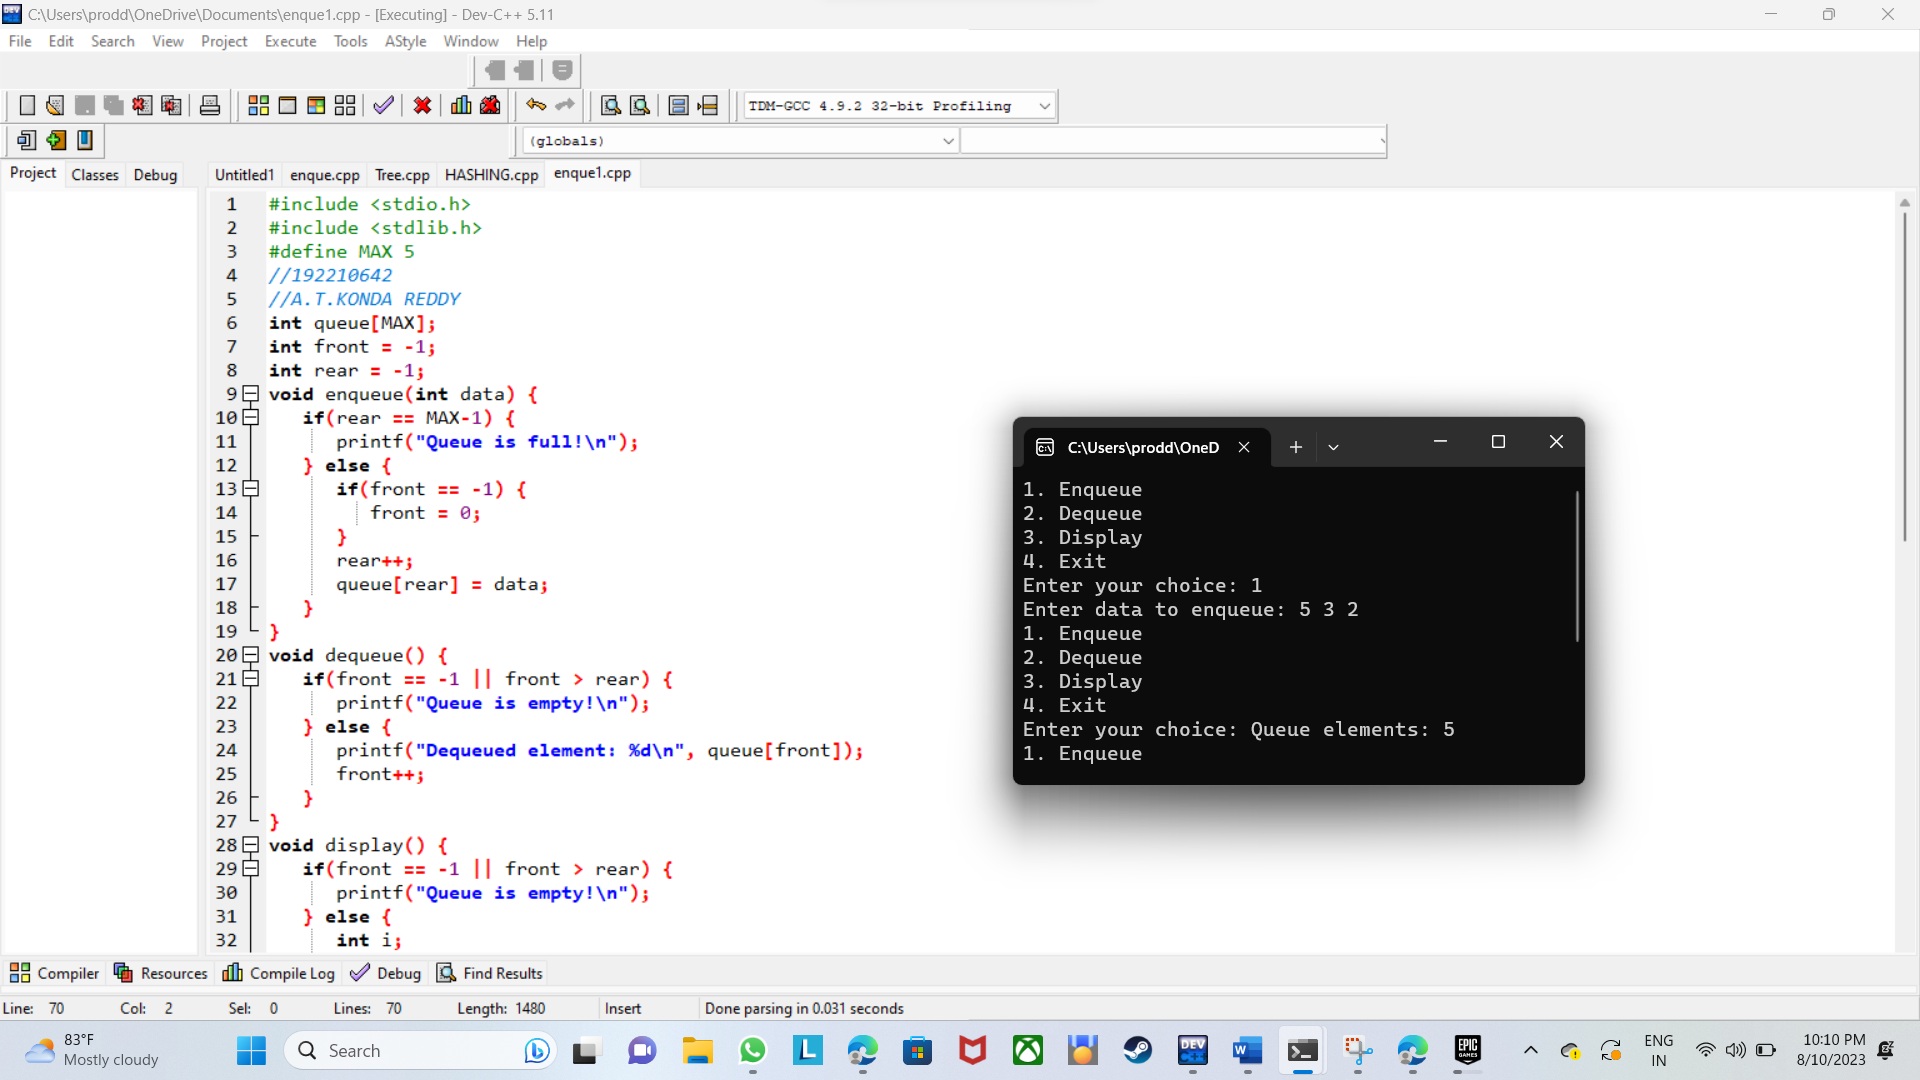 C:\Users\prodd\OneDrive\Documents\enque1.cpp - [Executing] - Dev-C++ 5.11
File Edit Search View Project Execute Tools AStyle Window Help
TDM-GCC 4.9.2 32-bit Profiling
(globals)
Project Classes Debug
Untitled1 enque.cpp Tree.cpp HASHING.cpp enque1.cpp
1 #include <stdio.h>
2 #include <stdlib.h>
3 #define MAX 5
4 //192210642
5 //A.T.KONDA REDDY
6 int queue[MAX];
7 int front = -1;
8 int rear = -1;
9 void enqueue(int data) {
10 if(rear == MAX-1) {
11 printf("Queue is full!\n");
12 } else {
13 if(front == -1) {
14 front = 0;
15 }
16 rear++;
17 queue[rear] = data;
18 }
19 }
20 void dequeue() {
21 if(front == -1 || front > rear) {
22 printf("Queue is empty!\n");
23 } else {
24 printf("Dequeued element: %d\n", queue[front]);
25 front++;
26 }
27 }
28 void display() {
29 if(front == -1 || front > rear) {
30 printf("Queue is empty!\n");
31 } else {
32 int i;
C:\Users\prodd\OneD
1. Enqueue
2. Dequeue
3. Display
4. Exit
Enter your choice: 1
Enter data to enqueue: 5 3 2
1. Enqueue
2. Dequeue
3. Display
4. Exit
Enter your choice: Queue elements: 5
1. Enqueue
Compiler Resources Compile Log Debug Find Results
Line: 70 Col: 2 Sel: 0 Lines: 70 Length: 1480 Insert Done parsing in 0.031 seconds
83°F
Mostly cloudy
Search
L
DEV
C++
W
EPIC
GAMES
ENG
IN
10:10 PM
8/10/2023